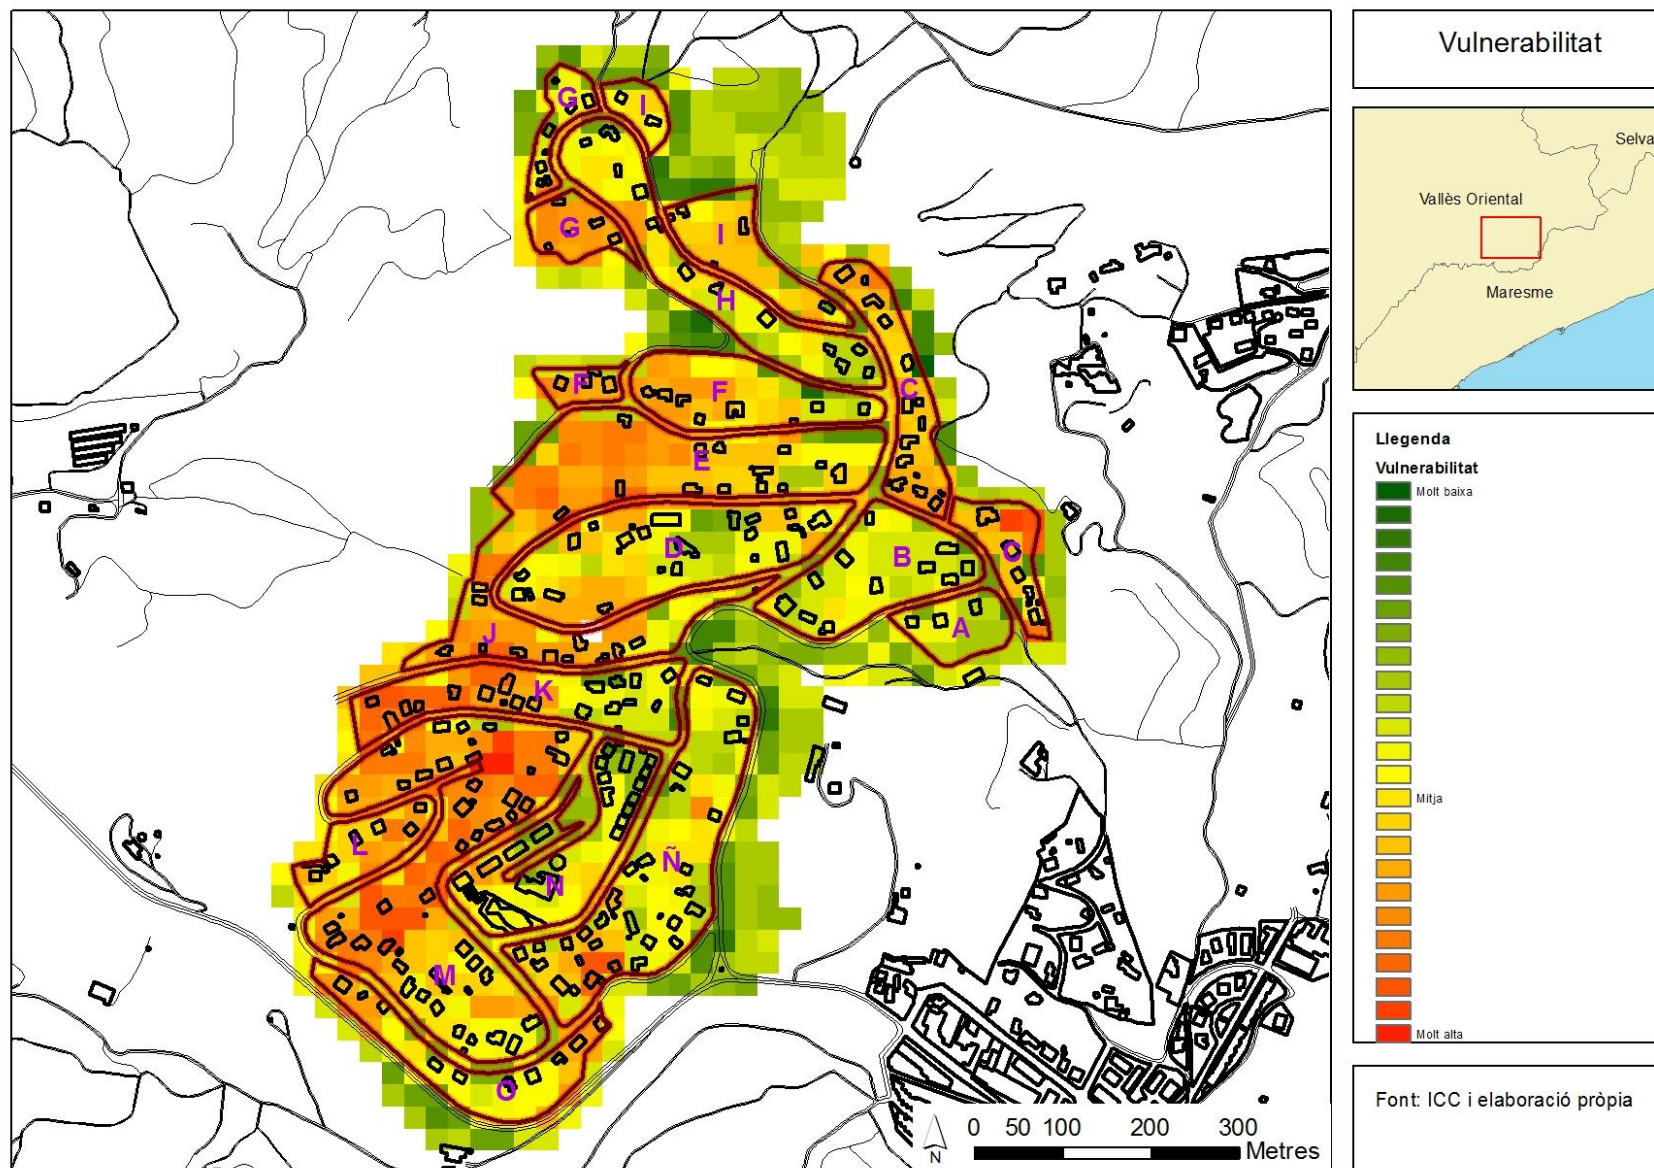 Vulnerabilitat
Selva
Vallès Oriental
Maresme
Llegenda
Vulnerabilitat
Molt baixa
Mitja
Molt alta
Font: ICC i elaboració pròpia
G
I
G
I
H
F
F
C
E
D
B
C
A
J
K
L
N
Ñ
M
O
0 50 100 200 300
Metres
N